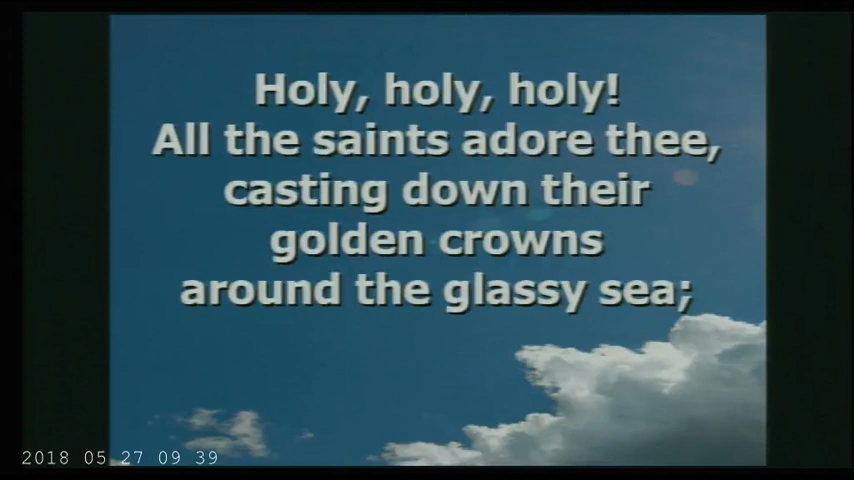 Holy, holy, holy!
All the saints adore thee,
casting down their
golden crowns
around the glassy sea;
2018 05 27 09 39